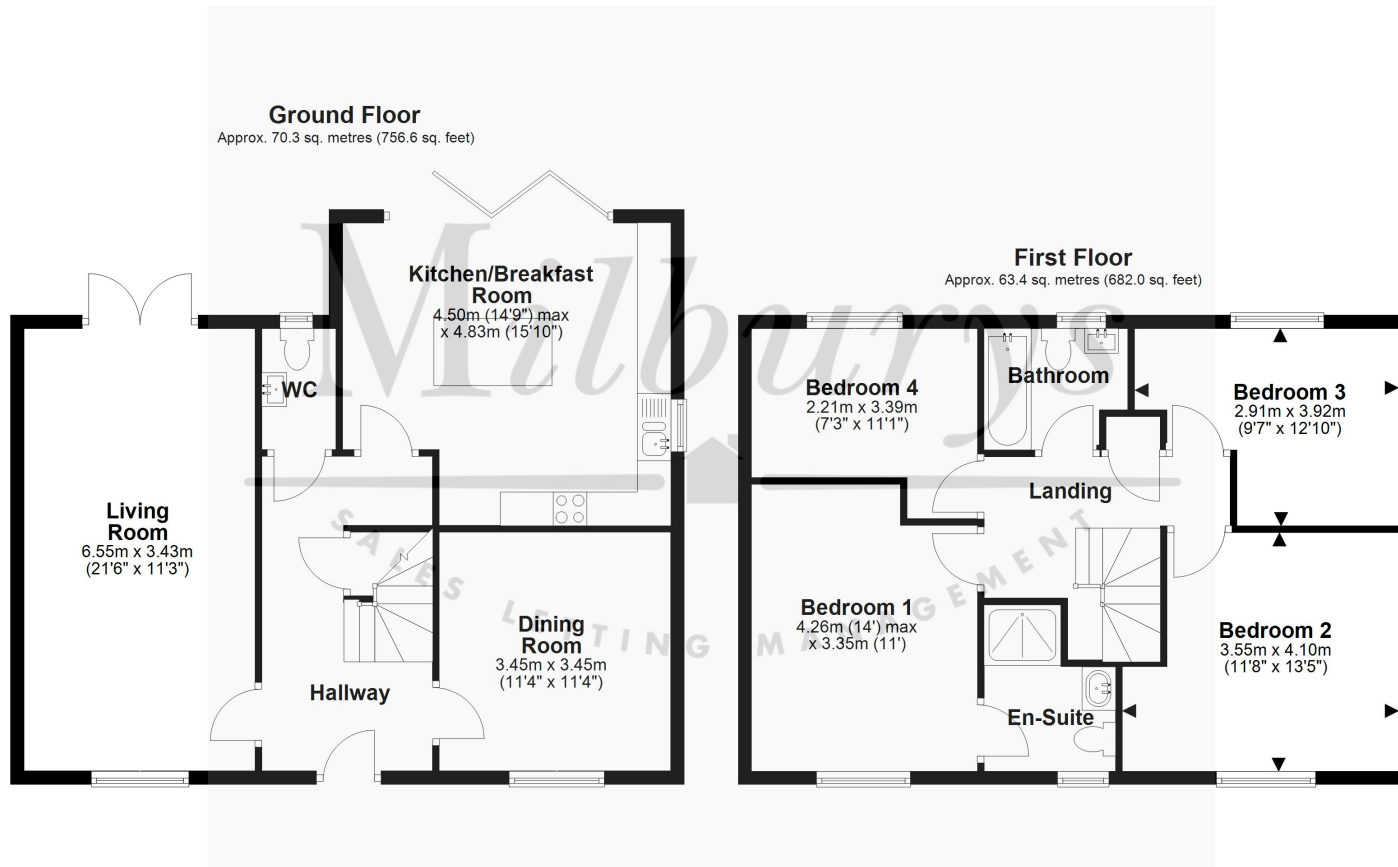 Ground Floor
Approx. 70.3 sq. metres (756.6 sq. feet)
Kitchen/Breakfast
Room
4.50m (14'9") max
x 4.83m (15'10")
WC
Living
Room
6.55m x 3.43m
(21'6" x 11'3")
Dining
Room
3.45m x 3.45m
(11'4" x 11'4")
Hallway
First Floor
Approx. 63.4 sq. metres (682.0 sq. feet)
Bedroom 4
2.21m x 3.39m
(7'3" x 11'1")
Bathroom
Bedroom 3
2.91m x 3.92m
(9'7" x 12'10")
Landing
Bedroom 1
4.26m (14') max
x 3.35m (11')
Bedroom 2
3.55m x 4.10m
(11'8" x 13'5")
En-Suite
Milburys
SALES LETTING MANAGEMENT